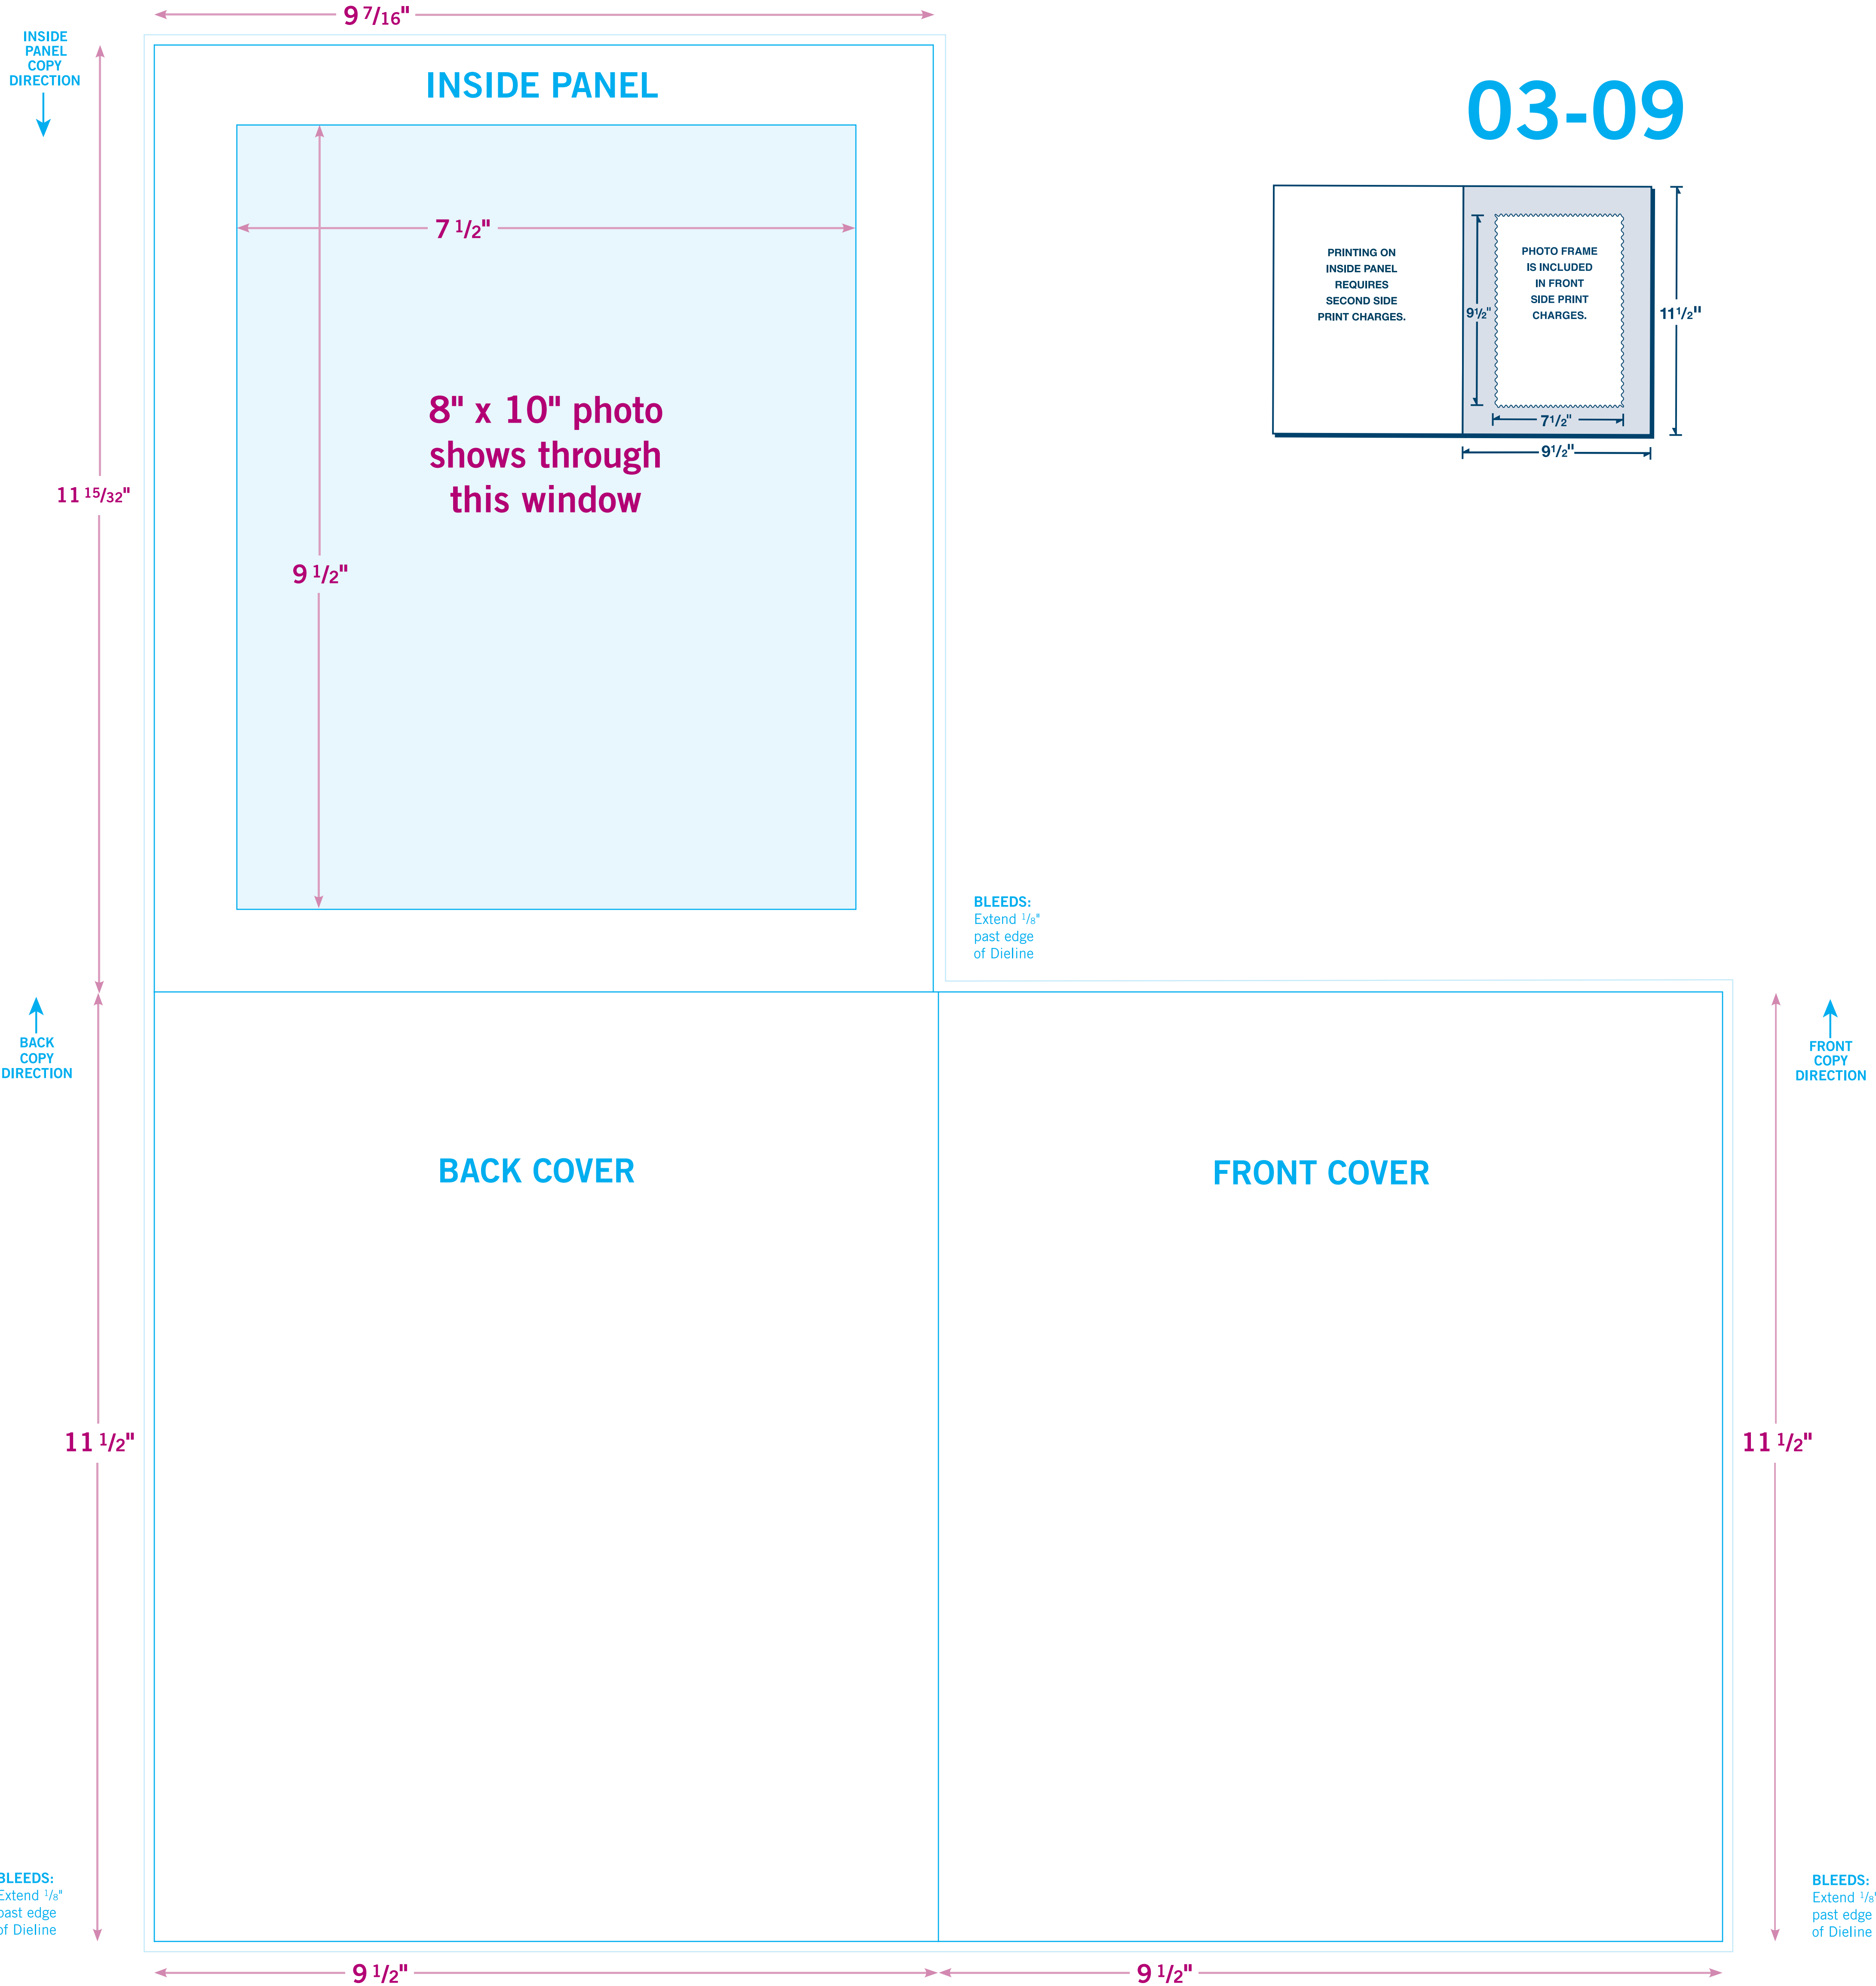 9 7/16"
INSIDE
PANEL
COPY
DIRECTION
INSIDE PANEL
03-09
7 1/2"
PRINTING ON
INSIDE PANEL
REQUIRES
SECOND SIDE
PRINT CHARGES.
PHOTO FRAME
IS INCLUDED
IN FRONT
SIDE PRINT
CHARGES.
9 1/2"
11 1/2"
7 1/2"
9 1/2"
8" x 10" photo
shows through
this window
11 15/32"
9 1/2"
BLEEDS:
Extend 1/8"
past edge
of Dieline
BACK
COPY
DIRECTION
FRONT
COPY
DIRECTION
BACK COVER
FRONT COVER
11 1/2"
11 1/2"
BLEEDS:
Extend 1/8"
past edge
of Dieline
BLEEDS:
Extend 1/8"
past edge
of Dieline
9 1/2"
9 1/2"